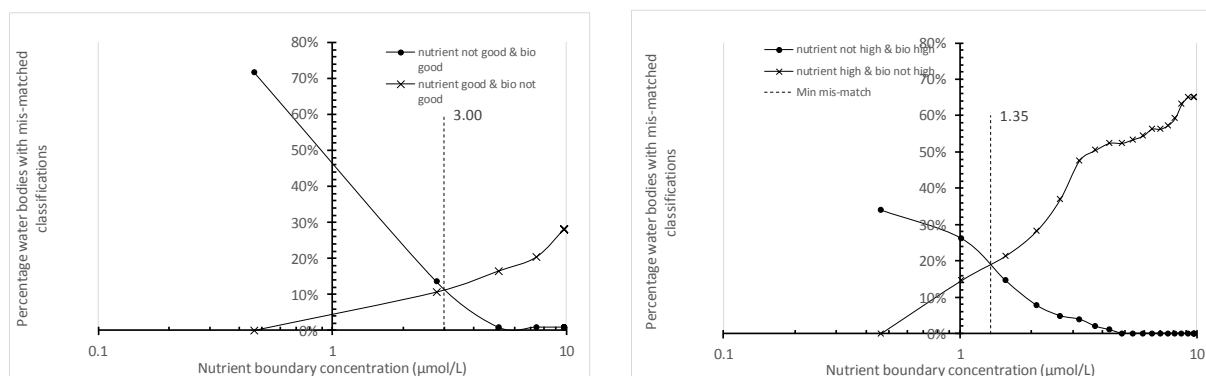 80%
70%
60%
50%
40%
30%
20%
10%
0%
Percentage water bodies with mis-matched
classifications
nutrient not good & bio
good
nutrient good & bio not
good
3.00
0.1 1 10
Nutrient boundary concentration (µmol/L)
80%
70%
60%
50%
40%
30%
20%
10%
0%
Percentage water bodies with mis-matched
classifications
nutrient not high & bio high
nutrient high & bio not high
Min mis-match
1.35
0.1 1 10
Nutrient boundary concentration (µmol/L)